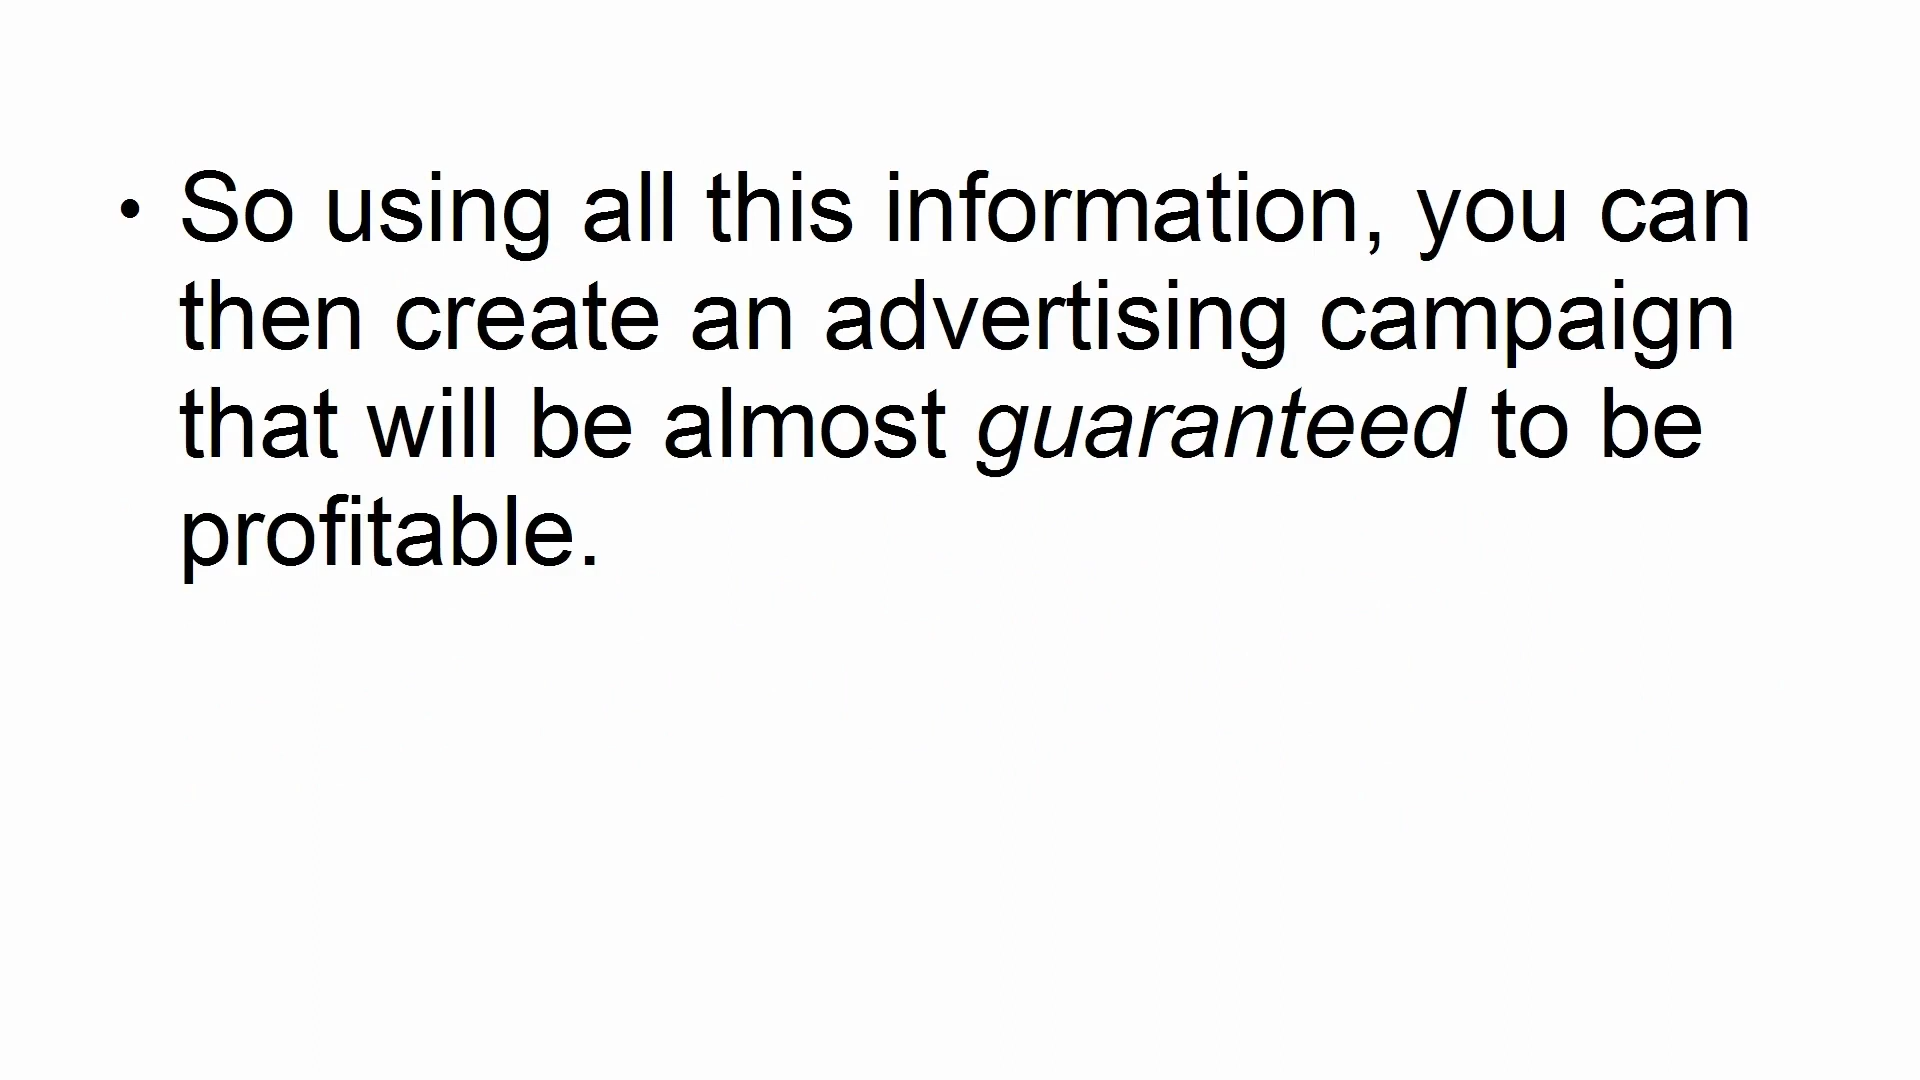 • So using all this information, you can
then create an advertising campaign
that will be almost guaranteed to be
profitable.